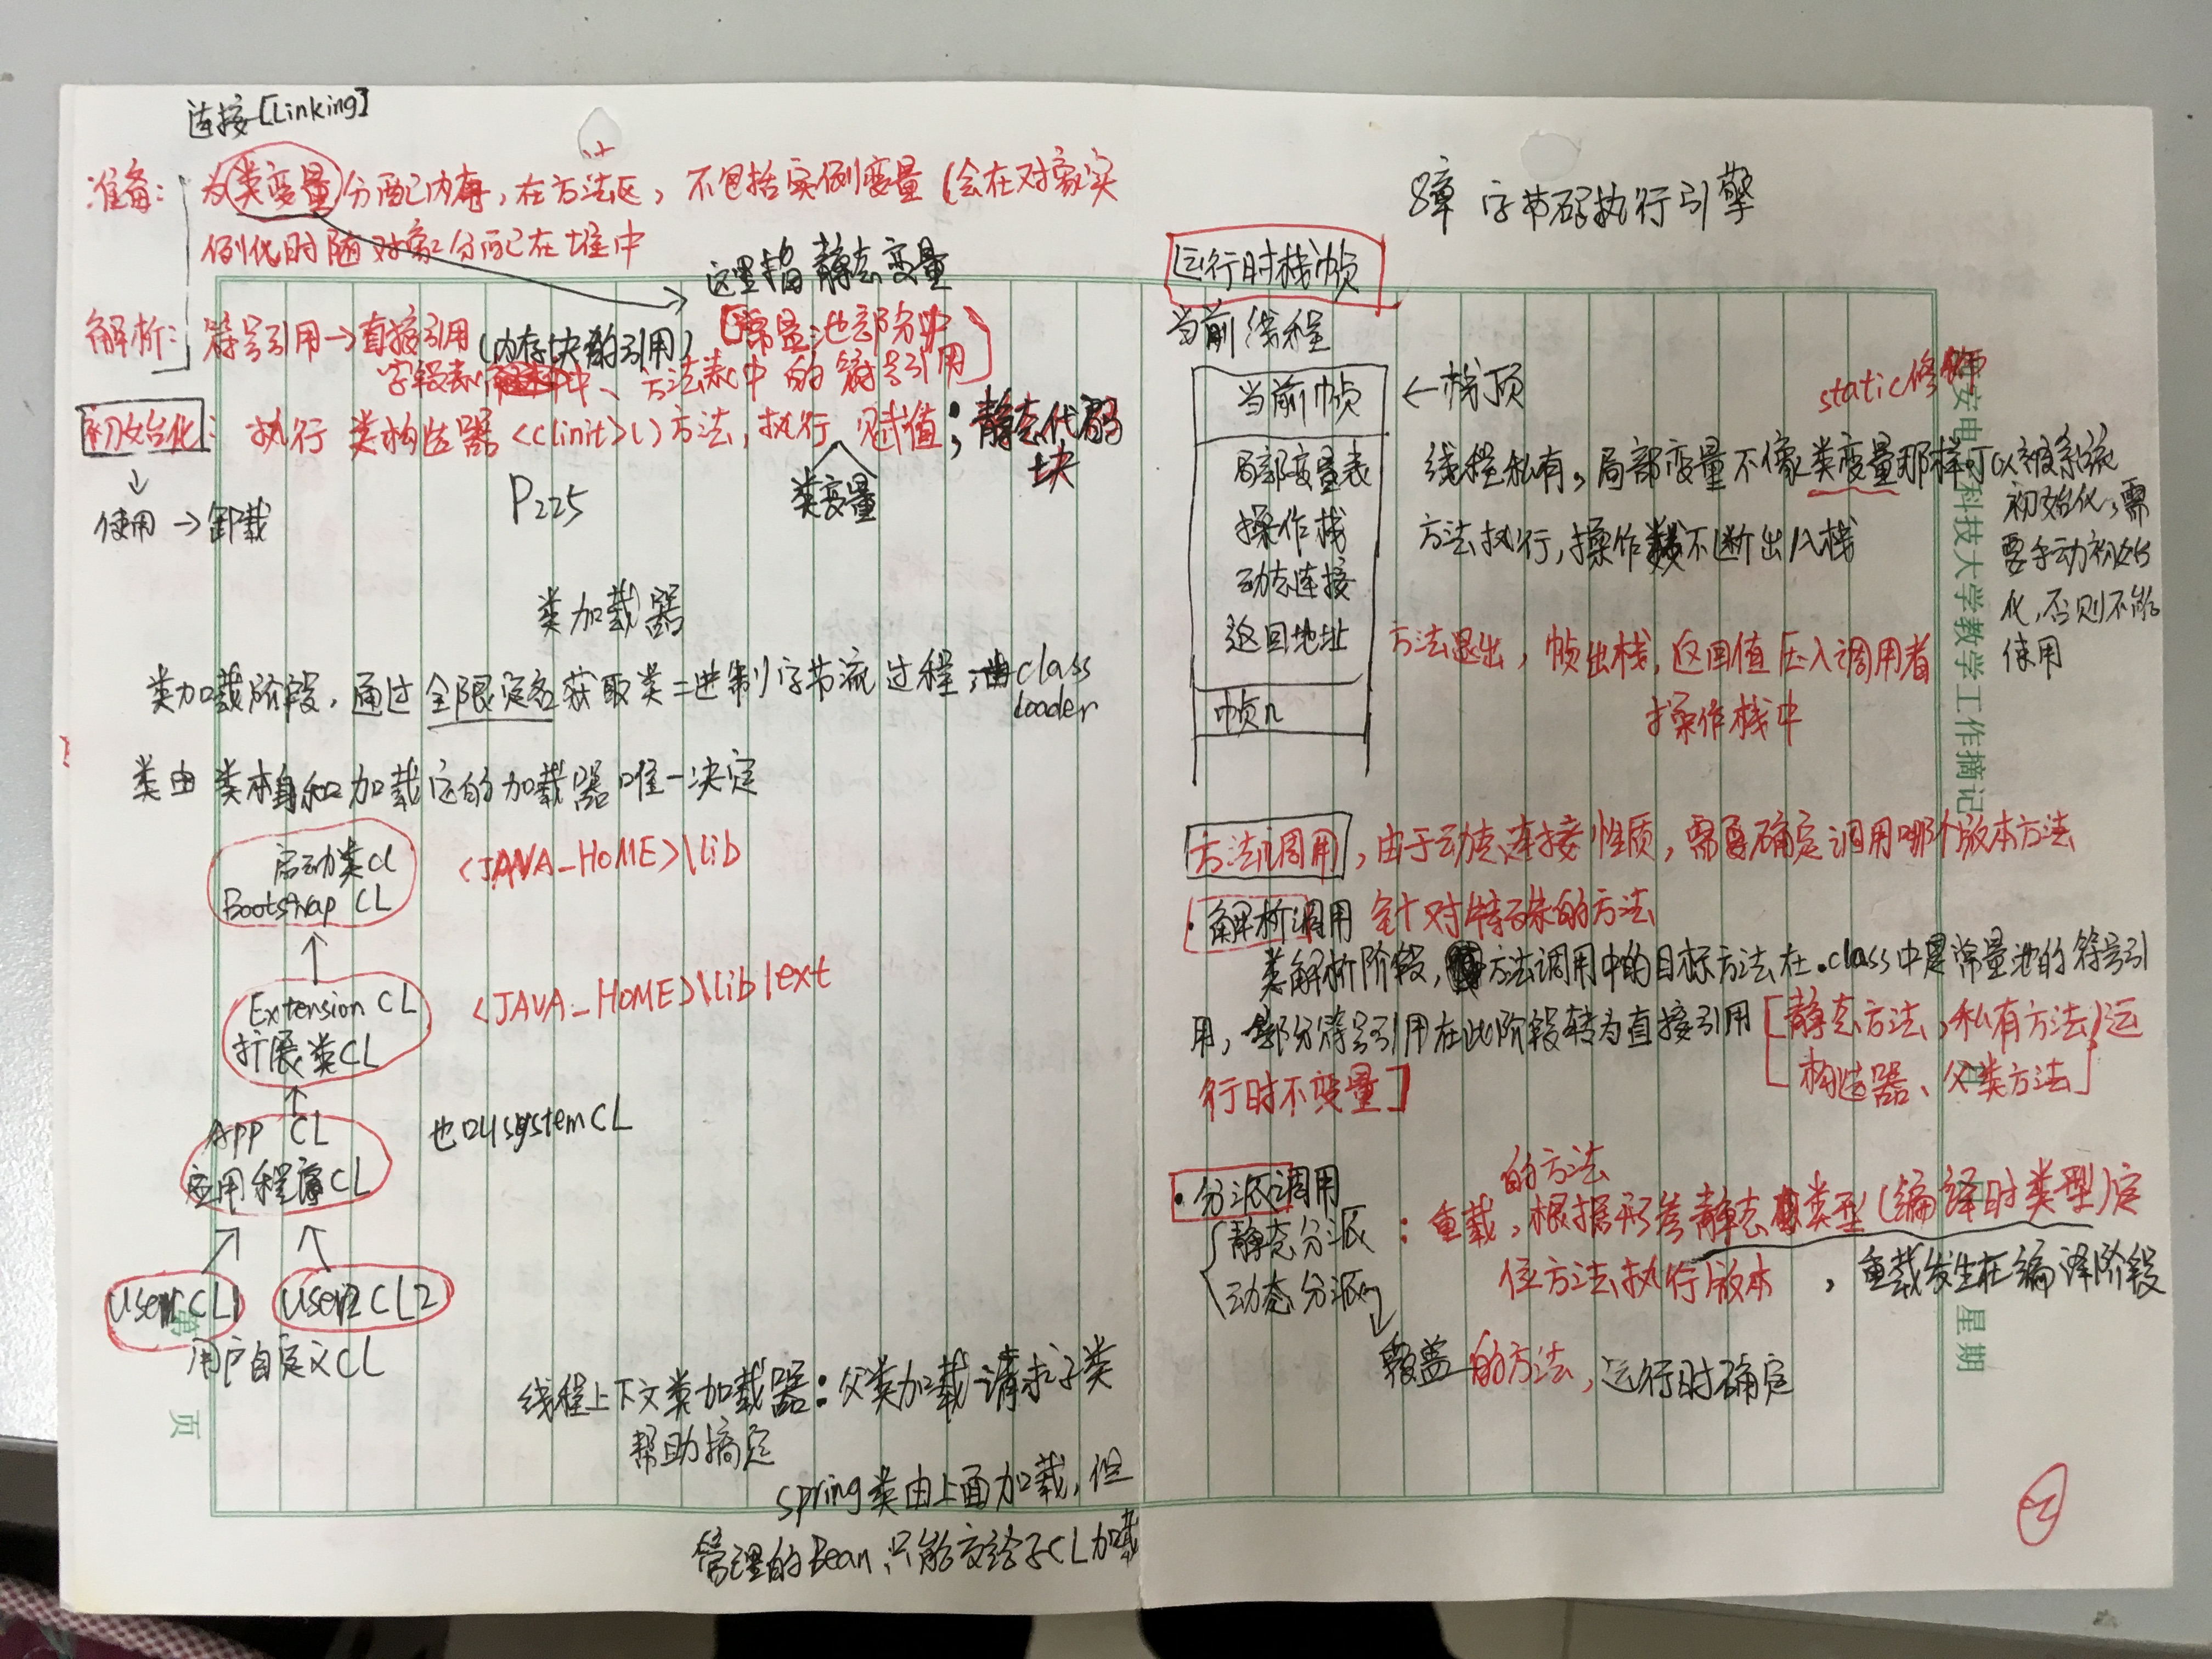 连接[Linking]
准备: 为类变量分配内存,在方法区,不包括实例变量(会在对象实
例化时随对象分配在堆中
这里指静态变量
解析: 符号引用→直接引用(内存块的引用)[常量池部分中
字段表中、方法表中的符号引用]
初始化: 执行 类构造器<clinit>()方法,执行 赋值;静态代码
块
类变量
↓
使用→卸载
P225
类加载器
类加载阶段,通过全限定名获取类二进制字节流过程,由class
loader
类由 类本身和加载它的加载器唯一决定
启动类cl
Bootstrap CL
<JAVA_HOME>\lib
Extension CL
扩展类CL
<JAVA_HOME>\lib\ext
App CL
应用程序CL
也叫systemCL
User CL1
User2 CL2
用户自定义CL
线程上下文类加载器:父类加载请求子类
帮助搞定
spring类由上面加载,但
管理的Bean,只能交给子CL加载
第
页
8章 字节码执行引擎
运行时栈帧
当前线程
当前帧
←栈顶
局部变量表
操作栈
动态连接
返回地址
帧n
static修饰
线程私有。局部变量不像类变量那样可以被系统
初始化,需
要手动初始
化,否则不能
使用
方法执行,操作数不断出/入栈
方法退出,帧出栈,返回值压入调用者
操作栈中
方法调用,由于动态连接性质,需要确定调用哪个版本方法
·解析调用 针对特殊的方法
类解析阶段,方法调用中的目标方法在.class中是常量池的符号引
用,部分符号引用在此阶段转为直接引用[静态方法,私有方法,
构造器、父类方法]运
行时不变量]
·分派调用
静态分派
动态分派
的方法
: 重载,根据形参静态类型(编译时类型)定
位方法执行版本,重载发生在编译阶段
覆盖的方法,运行时确定
安电
科技大学教学工作摘记
星期
2